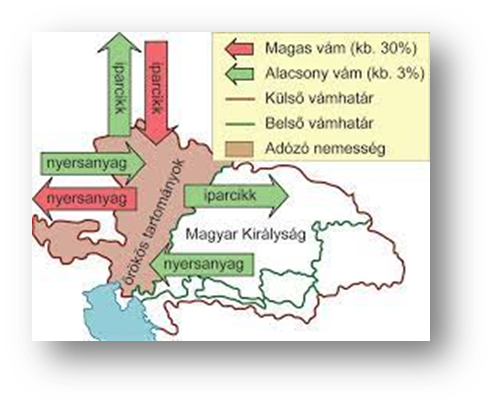 Magas vám (kb. 30%)
Alacsony vám (kb. 3%)
Külső vámhatár
Belső vámhatár
Adózó nemesség
iparcikk
iparcikk
nyersanyag
nyersanyag
örökös tartományok
iparcikk
Magyar Királyság
nyersanyag